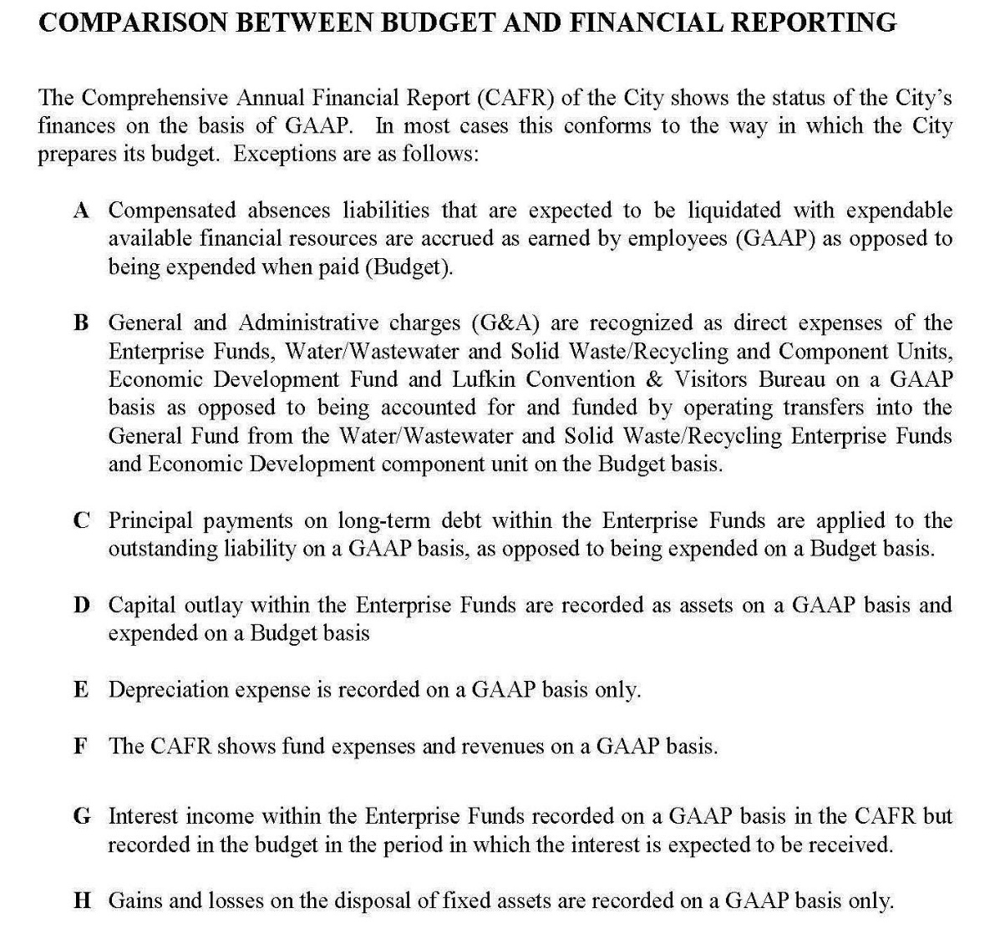 COMPARISON BETWEEN BUDGET AND FINANCIAL REPORTING
The Comprehensive Annual Financial Report (CAFR) of the City shows the status of the City's
finances on the basis of GAAP. In most cases this conforms to the way in which the City
prepares its budget. Exceptions are as follows:
A Compensated absences liabilities that are expected to be liquidated with expendable
available financial resources are accrued as earned by employees (GAAP) as opposed to
being expended when paid (Budget).
B General and Administrative charges (G&A) are recognized as direct expenses of the
Enterprise Funds, Water/Wastewater and Solid Waste/Recycling and Component Units,
Economic Development Fund and Lufkin Convention & Visitors Bureau on a GAAP
basis as opposed to being accounted for and funded by operating transfers into the
General Fund from the Water/Wastewater and Solid Waste/Recycling Enterprise Funds
and Economic Development component unit on the Budget basis.
C Principal payments on long-term debt within the Enterprise Funds are applied to the
outstanding liability on a GAAP basis, as opposed to being expended on a Budget basis.
D Capital outlay within the Enterprise Funds are recorded as assets on a GAAP basis and
expended on a Budget basis
E Depreciation expense is recorded on a GAAP basis only.
F The CAFR shows fund expenses and revenues on a GAAP basis.
G Interest income within the Enterprise Funds recorded on a GAAP basis in the CAFR but
recorded in the budget in the period in which the interest is expected to be received.
H Gains and losses on the disposal of fixed assets are recorded on a GAAP basis only.